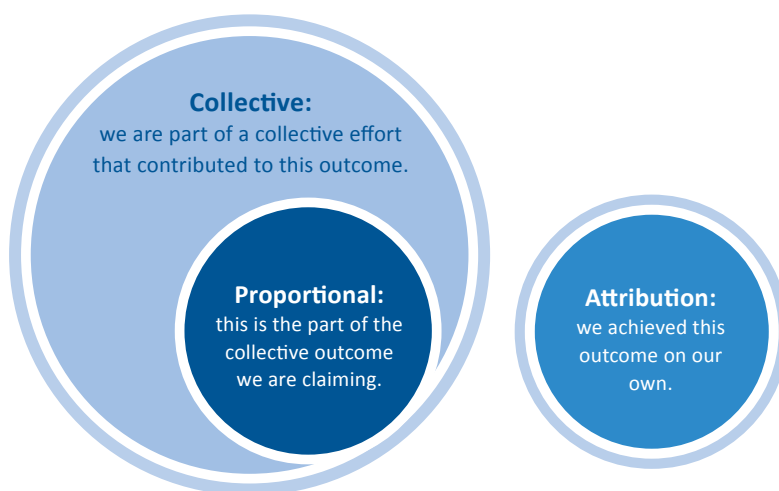 Collective:
we are part of a collective effort
that contributed to this outcome.
Proportional:
this is the part of the
collective outcome
we are claiming.
Attribution:
we achieved this
outcome on our
own.